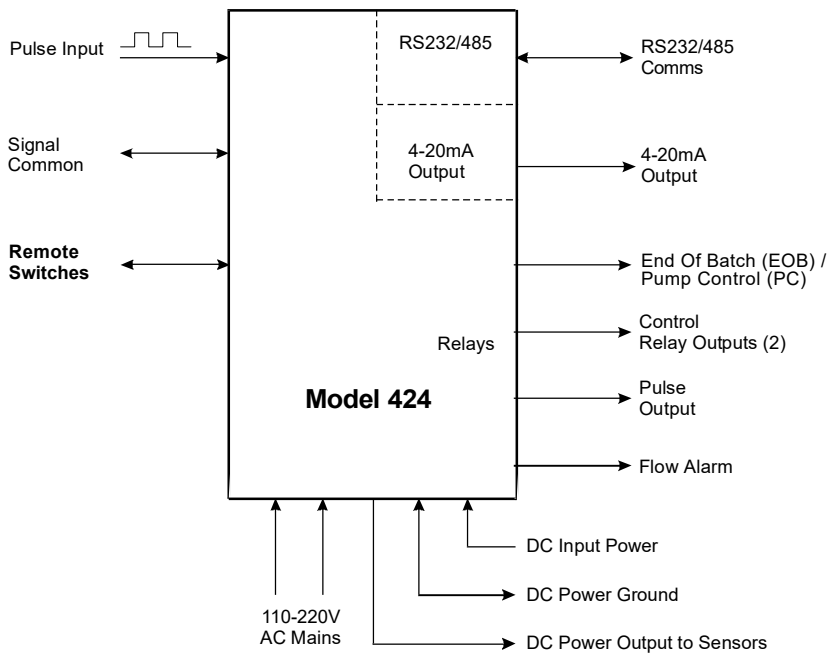 Pulse Input
RS232/485
RS232/485
Comms
Signal
Common
4-20mA
Output
4-20mA
Output
Remote
Switches
End Of Batch (EOB) /
Pump Control (PC)
Control
Relay Outputs (2)
Relays
Model 424
Pulse
Output
Flow Alarm
DC Input Power
DC Power Ground
110-220V
AC Mains
DC Power Output to Sensors